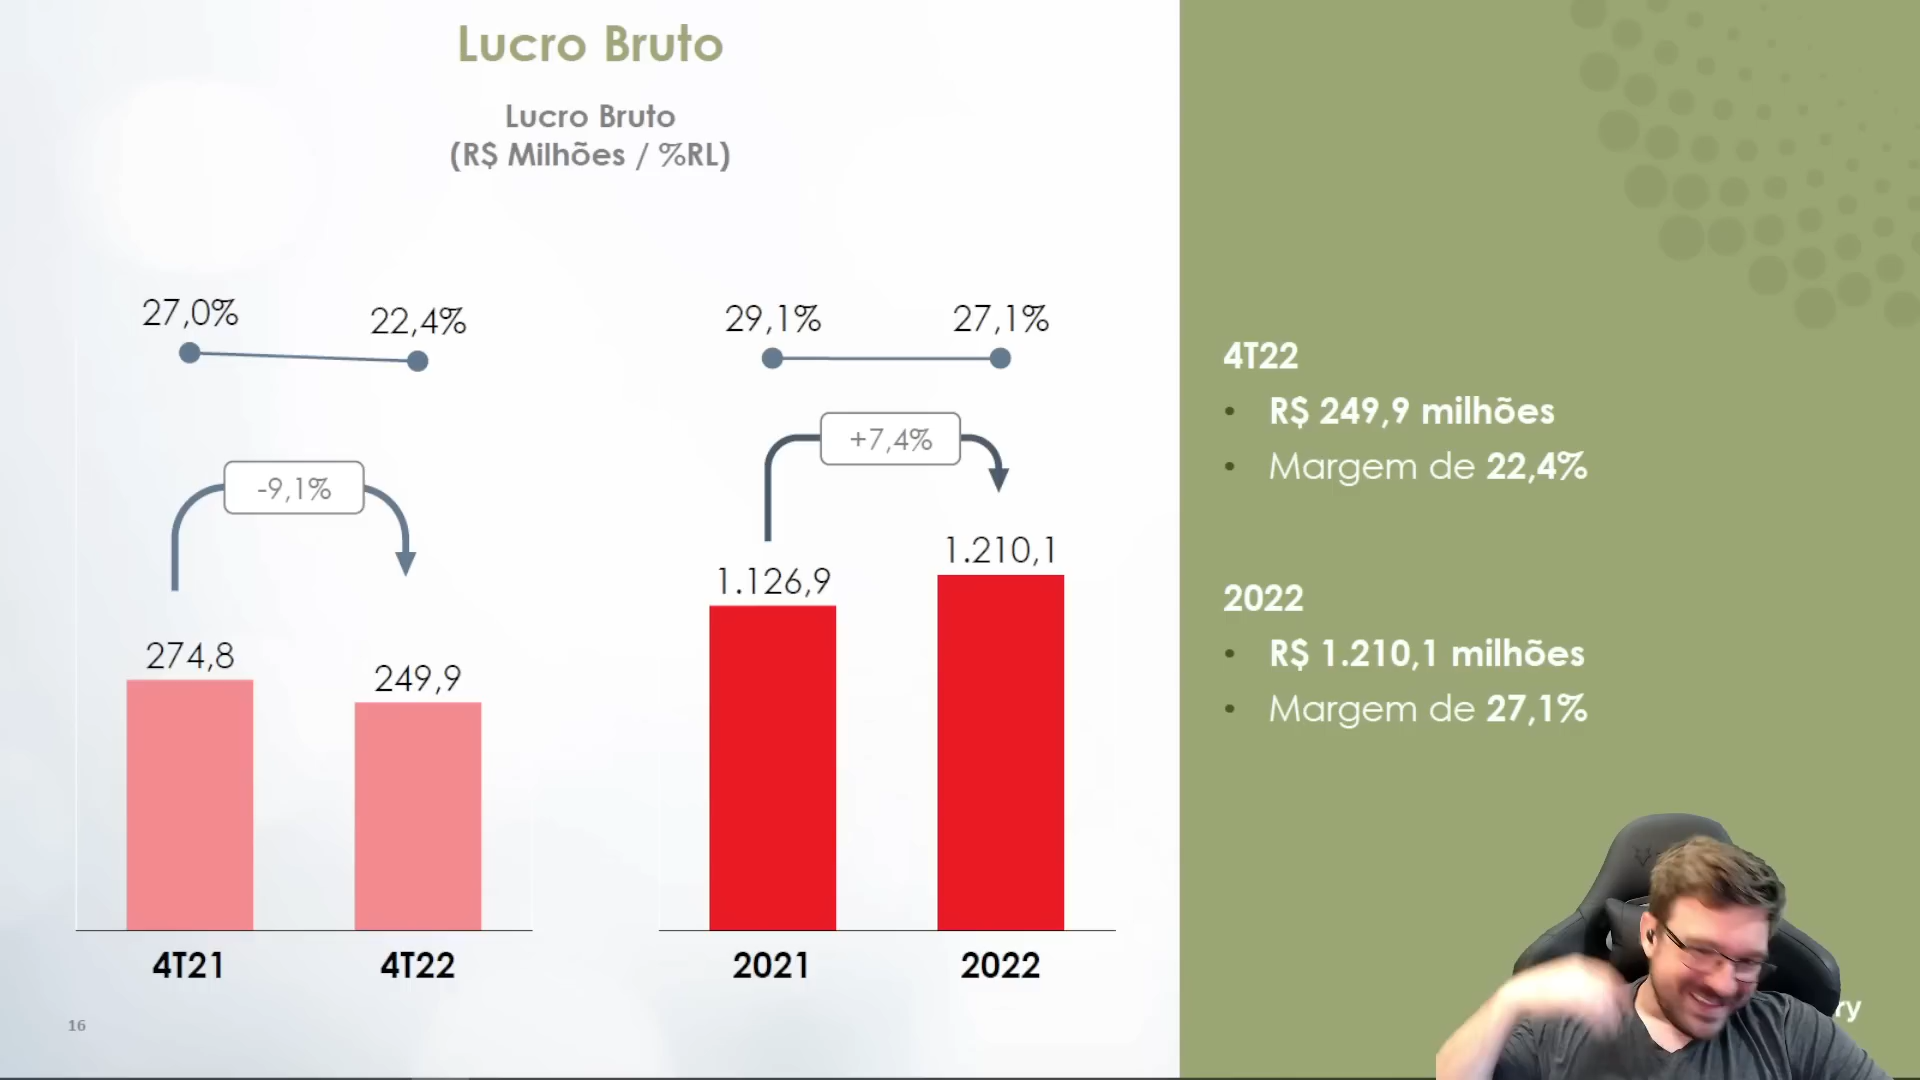 Lucro Bruto
Lucro Bruto
(R$ Milhões / %RL)
27,0%
22,4%
-9,1%
274,8
249,9
4T21
4T22
29,1%
27,1%
+7,4%
1.126,9
1.210,1
2021
2022
4T22
• R$ 249,9 milhões
• Margem de 22,4%
2022
• R$ 1.210,1 milhões
• Margem de 27,1%
16